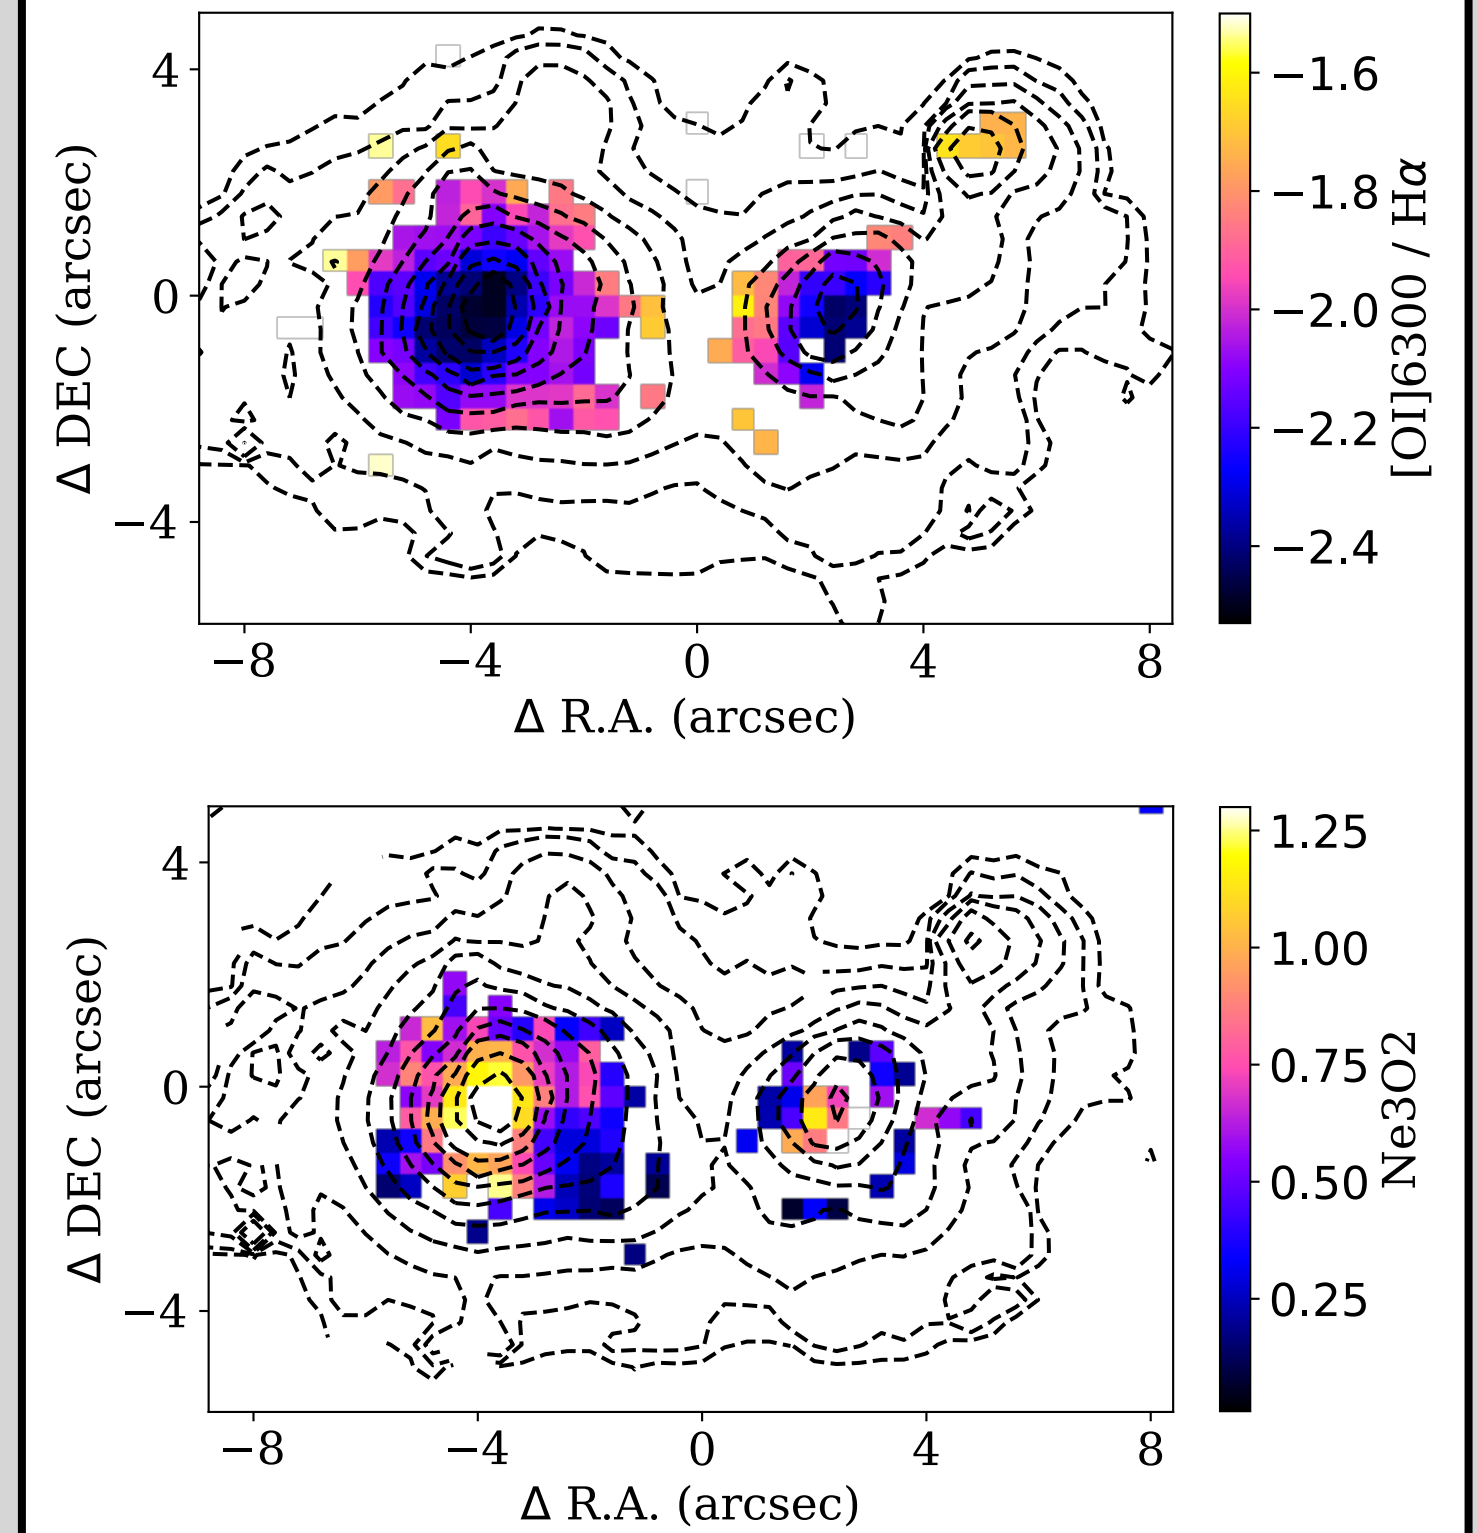 4
0
−4
Δ DEC (arcsec)
−8 −4 0 4 8
Δ R.A. (arcsec)
−1.6
−1.8
−2.0
−2.2
−2.4
[OI]6300 / Hα
4
0
−4
Δ DEC (arcsec)
−8 −4 0 4 8
Δ R.A. (arcsec)
1.25
1.00
0.75
0.50
0.25
Ne3O2